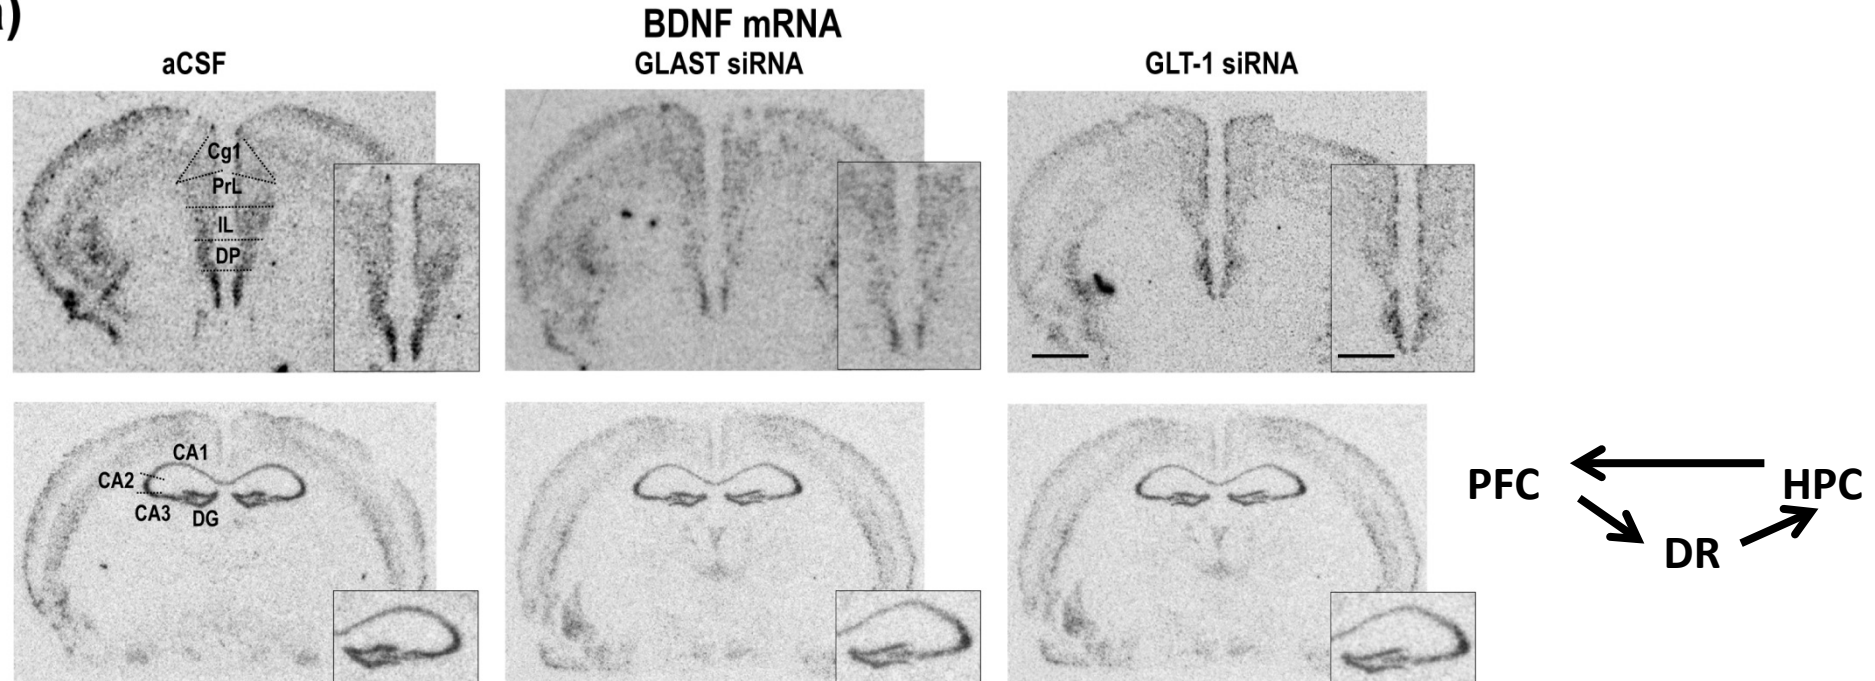 a)
BDNF mRNA
aCSF
GLAST siRNA
GLT-1 siRNA
Cg1
PrL
IL
DP
CA1
CA2
CA3
DG
PFC
HPC
DR